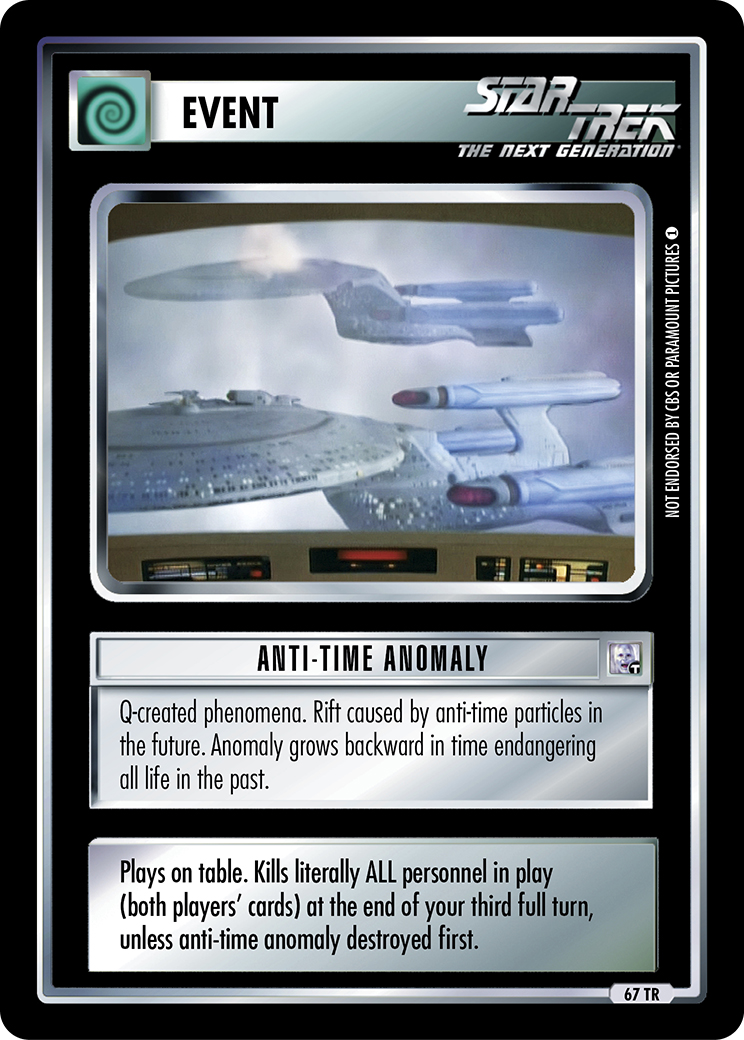 EVENT
STAR TREK
THE NEXT GENERATION
NOT ENDORSED BY CBS OR PARAMOUNT PICTURES 1
ANTI-TIME ANOMALY
T
Q-created phenomena. Rift caused by anti-time particles in
the future. Anomaly grows backward in time endangering
all life in the past.
Plays on table. Kills literally ALL personnel in play
(both players' cards) at the end of your third full turn,
unless anti-time anomaly destroyed first.
67 TR